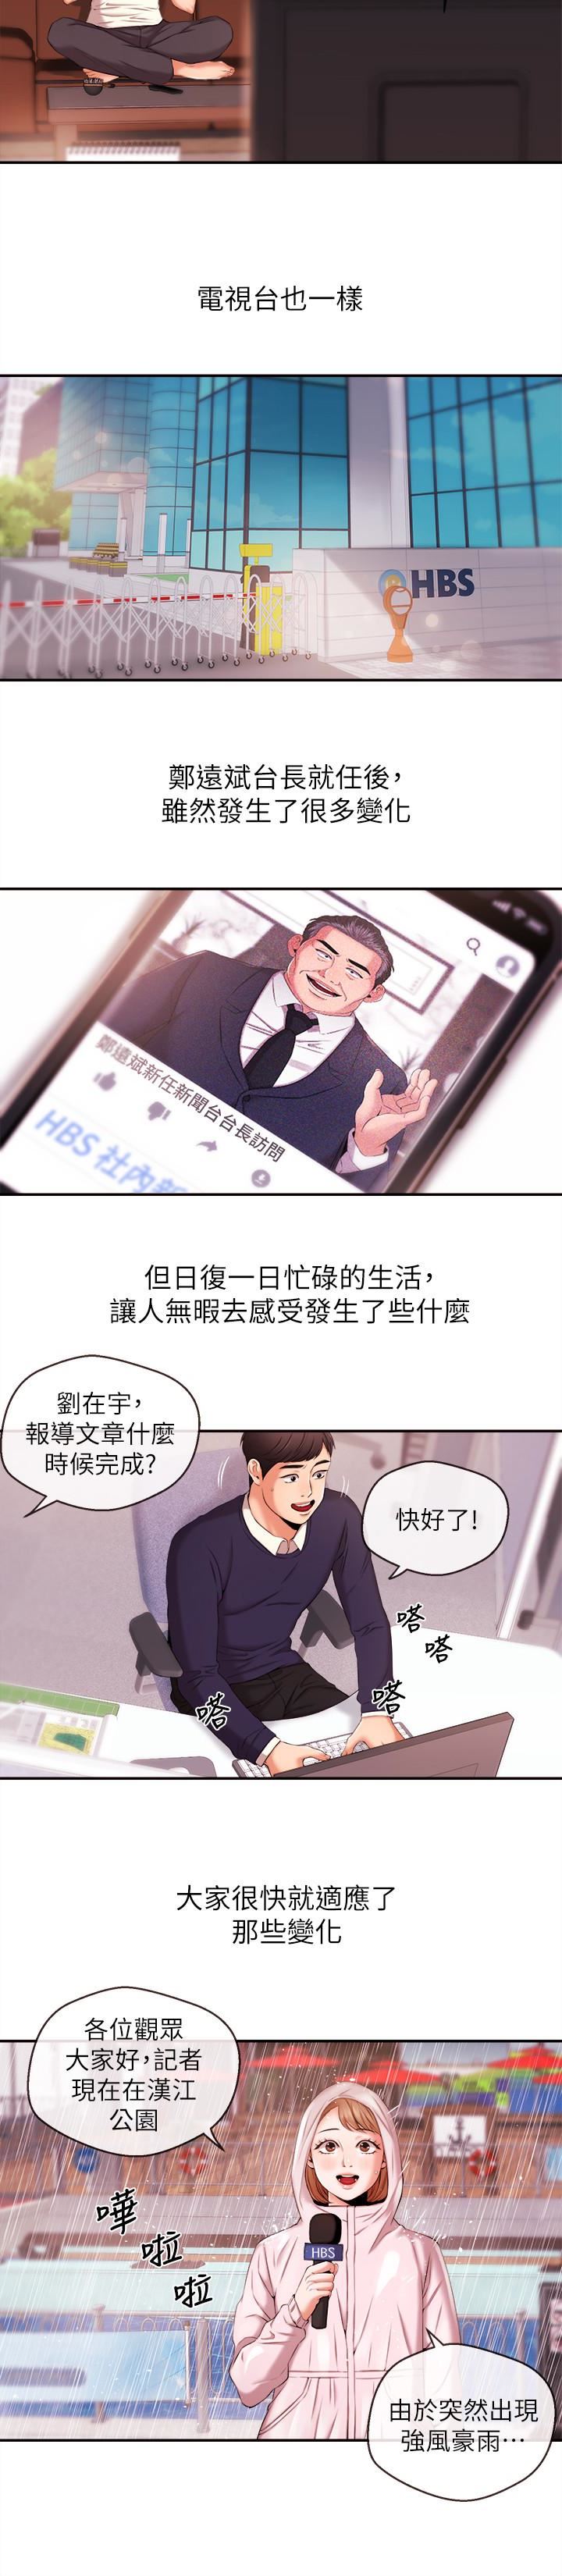 電視台也一樣
HBS
鄭遠斌台長就任後，
雖然發生了很多變化
鄭遠斌新任新聞台台長訪問
HBS 社內新
但日復一日忙碌的生活，
讓人無暇去感受發生了些什麼
劉在宇，
報導文章什麼
時候完成?
快好了!
嗒
嗒
嗒
嗒
大家很快就適應了
那些變化
各位觀眾
大家好，記者
現在在漢江
公園
嘩
啦
啦
HBS
由於突然出現
強風豪雨…